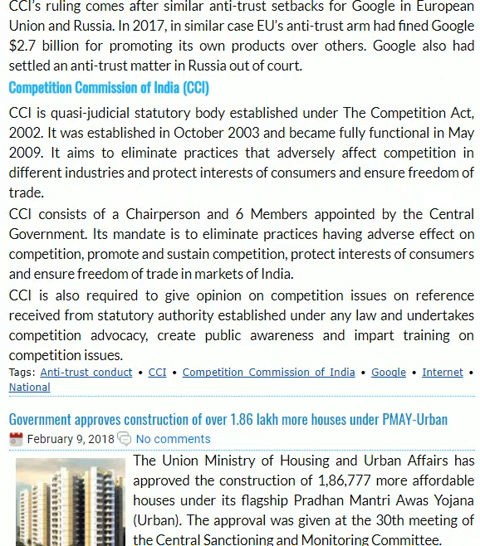 CCI's ruling comes after similar anti-trust setbacks for Google in European
Union and Russia. In 2017, in similar case EU's anti-trust arm had fined Google
$2.7 billion for promoting its own products over others. Google also had
settled an anti-trust matter in Russia out of court.
Competition Commission of India (CCI)
CCI is quasi-judicial statutory body established under The Competition Act,
2002. It was established in October 2003 and became fully functional in May
2009. It aims to eliminate practices that adversely affect competition in
different industries and protect interests of consumers and ensure freedom of
trade.
CCI consists of a Chairperson and 6 Members appointed by the Central
Government. Its mandate is to eliminate practices having adverse effect on
competition, promote and sustain competition, protect interests of consumers
and ensure freedom of trade in markets of India.
CCI is also required to give opinion on competition issues on reference
received from statutory authority established under any law and undertakes
competition advocacy, create public awareness and impart training on
competition issues.
Tags: Anti-trust conduct • CCI • Competition Commission of India • Google • Internet •
National
Government approves construction of over 1.86 lakh more houses under PMAY-Urban
February 9, 2018 No comments
The Union Ministry of Housing and Urban Affairs has
approved the construction of 1,86,777 more affordable
houses under its flagship Pradhan Mantri Awas Yojana
(Urban). The approval was given at the 30th meeting of
the Central Sanctioning and Monitoring Committee.